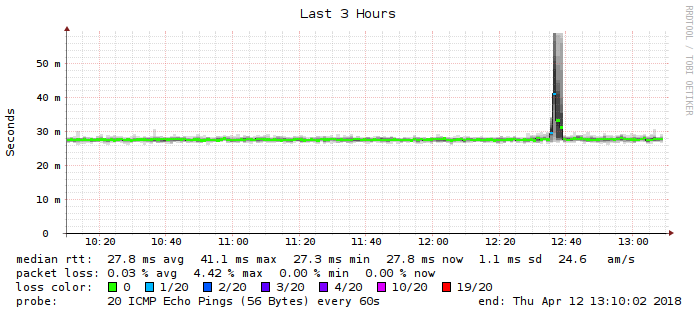 Last 3 Hours
RRDTOOL / TOBI OETIKER
Seconds
50 m
40 m
30 m
20 m
10 m
0
10:20 10:40 11:00 11:20 11:40 12:00 12:20 12:40 13:00
median rtt: 27.8 ms avg 41.1 ms max 27.3 ms min 27.8 ms now 1.1 ms sd 24.6 am/s
packet loss: 0.03 % avg 4.42 % max 0.00 % min 0.00 % now
loss color: 0 1/20 2/20 3/20 4/20 10/20 19/20
probe: 20 ICMP Echo Pings (56 Bytes) every 60s end: Thu Apr 12 13:10:02 2018